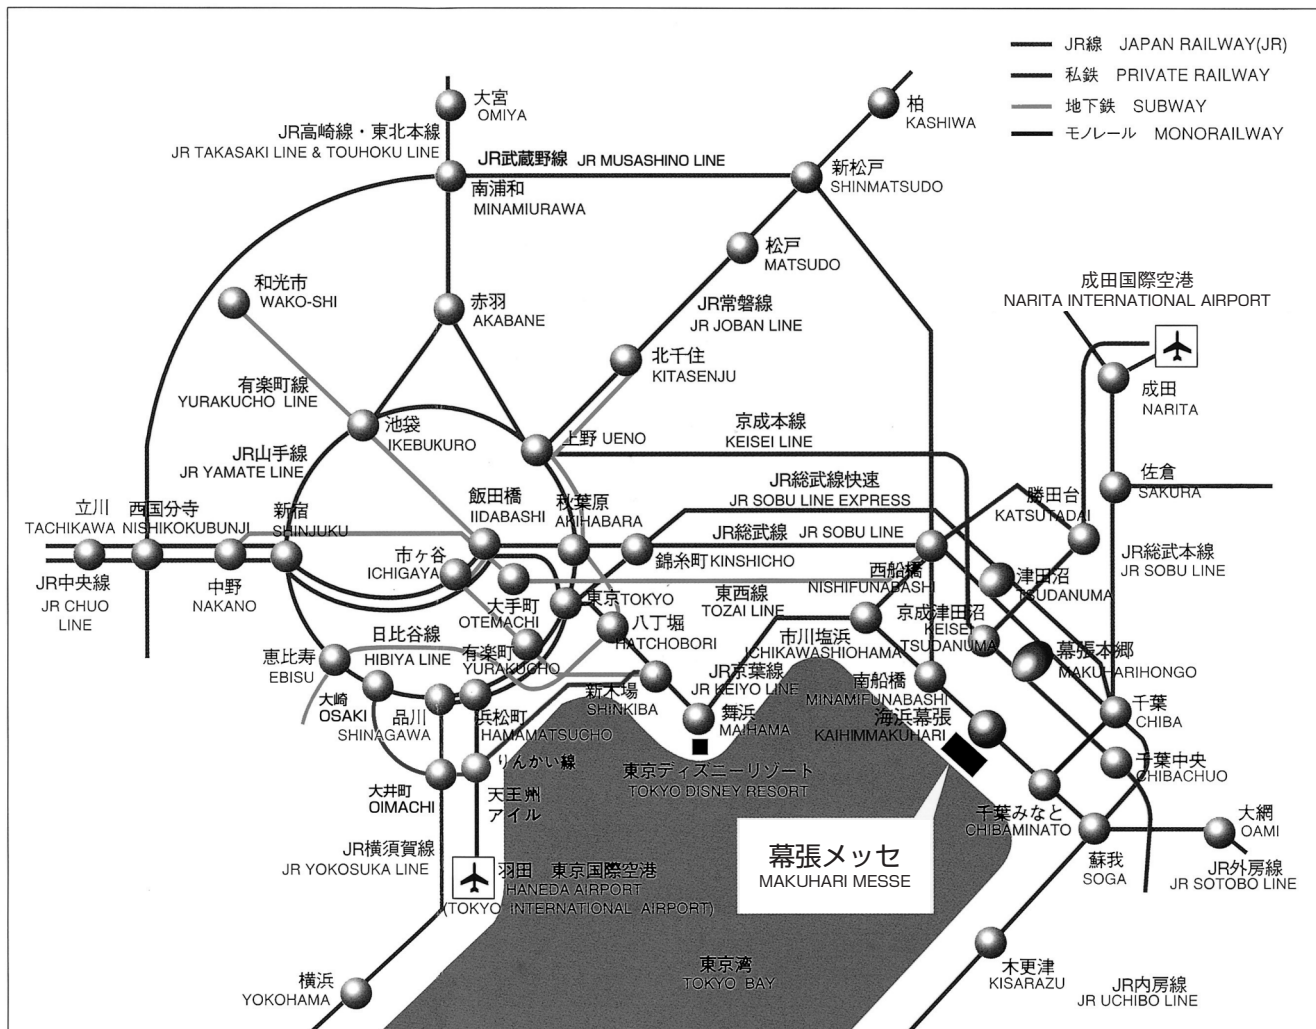 JR線 JAPAN RAILWAY(JR)
私鉄 PRIVATE RAILWAY
地下鉄 SUBWAY
モノレール MONORAILWAY
大宮
OMIYA
柏
KASHIWA
JR高崎線・東北本線
JR TAKASAKI LINE & TOUHOKU LINE
JR武蔵野線 JR MUSASHINO LINE
新松戸
SHINMATSUDO
南浦和
MINAMIURAWA
松戸
MATSUDO
和光市
WAKO-SHI
赤羽
AKABANE
成田国際空港
NARITA INTERNATIONAL AIRPORT
JR常磐線
JR JOBAN LINE
北千住
KITASENJU
有楽町線
YURAKUCHO LINE
成田
NARITA
池袋
IKEBUKURO
上野 UENO
京成本線
KEISEI LINE
JR山手線
JR YAMATE LINE
JR総武線快速
JR SOBU LINE EXPRESS
佐倉
SAKURA
飯田橋
IIDABASHI
秋葉原
AKIHABARA
勝田台
KATSUTADAI
立川
TACHIKAWA
西国分寺
NISHIKOKUBUNJI
新宿
SHINJUKU
JR総武線 JR SOBU LINE
錦糸町 KINSHICHO
市ヶ谷
ICHIGAYA
西船橋
NISHIFUNABASHI
津田沼
TSUDANUMA
JR総武本線
JR SOBU LINE
JR中央線
JR CHUO
LINE
中野
NAKANO
大手町
OTEMACHI
東京 TOKYO
東西線
TOZAI LINE
京成津田沼
KEISEI
TSUDANUMA
八丁堀
HATCHOBORI
市川塩浜
ICHIKAWASHIOHAMA
日比谷線
HIBIYA LINE
有楽町
YURAKUCHO
恵比寿
EBISU
幕張本郷
MAKUHARIHONGO
JR京葉線
JR KEIYO LINE
南船橋
MINAMIFUNABASHI
新木場
SHINKIBA
大崎
OSAKI
品川
SHINAGAWA
浜松町
HAMAMATSUCHO
舞浜
MAIHAMA
海浜幕張
KAIHIMMAKUHARI
千葉
CHIBA
りんかい線
東京ディズニーリゾート
TOKYO DISNEY RESORT
千葉中央
CHIBACHUO
大井町
OIMACHI
天王州
アイル
千葉みなと
CHIBAMINATO
大網
OAMI
JR横須賀線
JR YOKOSUKA LINE
幕張メッセ
MAKUHARI MESSE
蘇我
SOGA
JR外房線
JR SOTOBO LINE
羽田 東京国際空港
HANEDA AIRPORT
(TOKYO INTERNATIONAL AIRPORT)
東京湾
TOKYO BAY
木更津
KISARAZU
横浜
YOKOHAMA
JR内房線
JR UCHIBO LINE